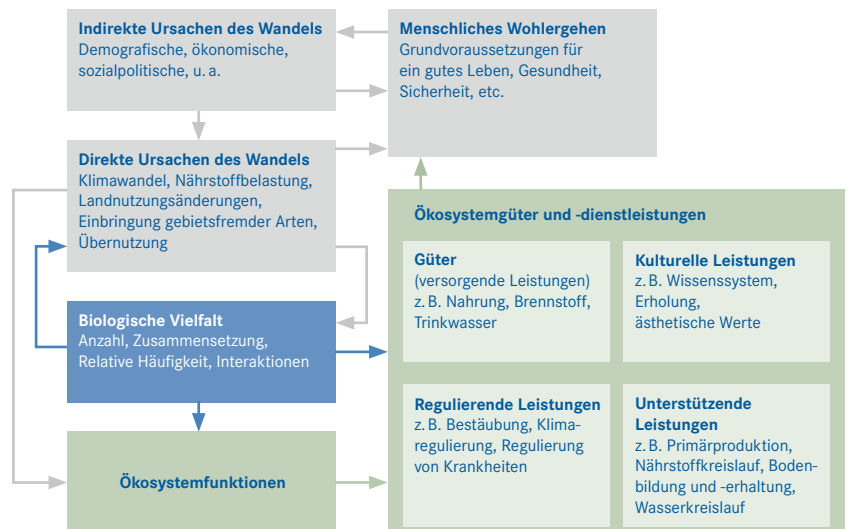 Indirekte Ursachen des Wandels
Demografische, ökonomische,
sozialpolitische, u. a.
Menschliches Wohlergehen
Grundvoraussetzungen für
ein gutes Leben, Gesundheit,
Sicherheit, etc.
Direkte Ursachen des Wandels
Klimawandel, Nährstoffbelastung,
Landnutzungsänderungen,
Einbringung gebietsfremder Arten,
Übernutzung
Biologische Vielfalt
Anzahl, Zusammensetzung,
Relative Häufigkeit, Interaktionen
Ökosystemfunktionen
Ökosystemgüter und -dienstleistungen
Güter
(versorgende Leistungen)
z. B. Nahrung, Brennstoff,
Trinkwasser
Kulturelle Leistungen
z. B. Wissenssystem,
Erholung,
ästhetische Werte
Regulierende Leistungen
z. B. Bestäubung, Klima-
regulierung, Regulierung
von Krankheiten
Unterstützende
Leistungen
z. B. Primärproduktion,
Nährstoffkreislauf, Boden-
bildung und -erhaltung,
Wasserkreislauf